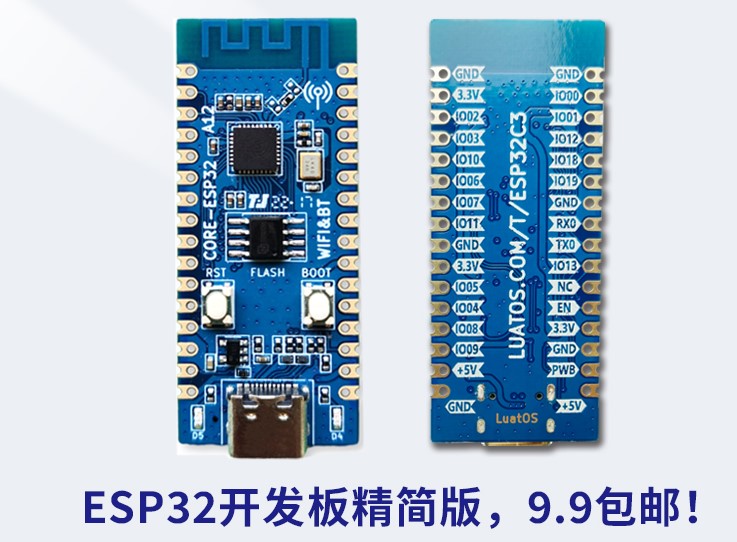 CORE-ESP32 A12
WIFI&BT
RST
FLASH
BOOT
D5
D4
GND
3.3V
IO02
IO03
IO10
IO06
IO07
IO11
GND
3.3V
IO05
IO04
IO08
IO09
+5V
GND
LUATOS.COM/T/ESP32C3
GND
IO00
IO01
IO12
IO18
IO19
GND
RX0
TX0
IO13
NC
EN
3.3V
GND
PWB
+5V
LuatOS
ESP32开发板精简版，9.9包邮！